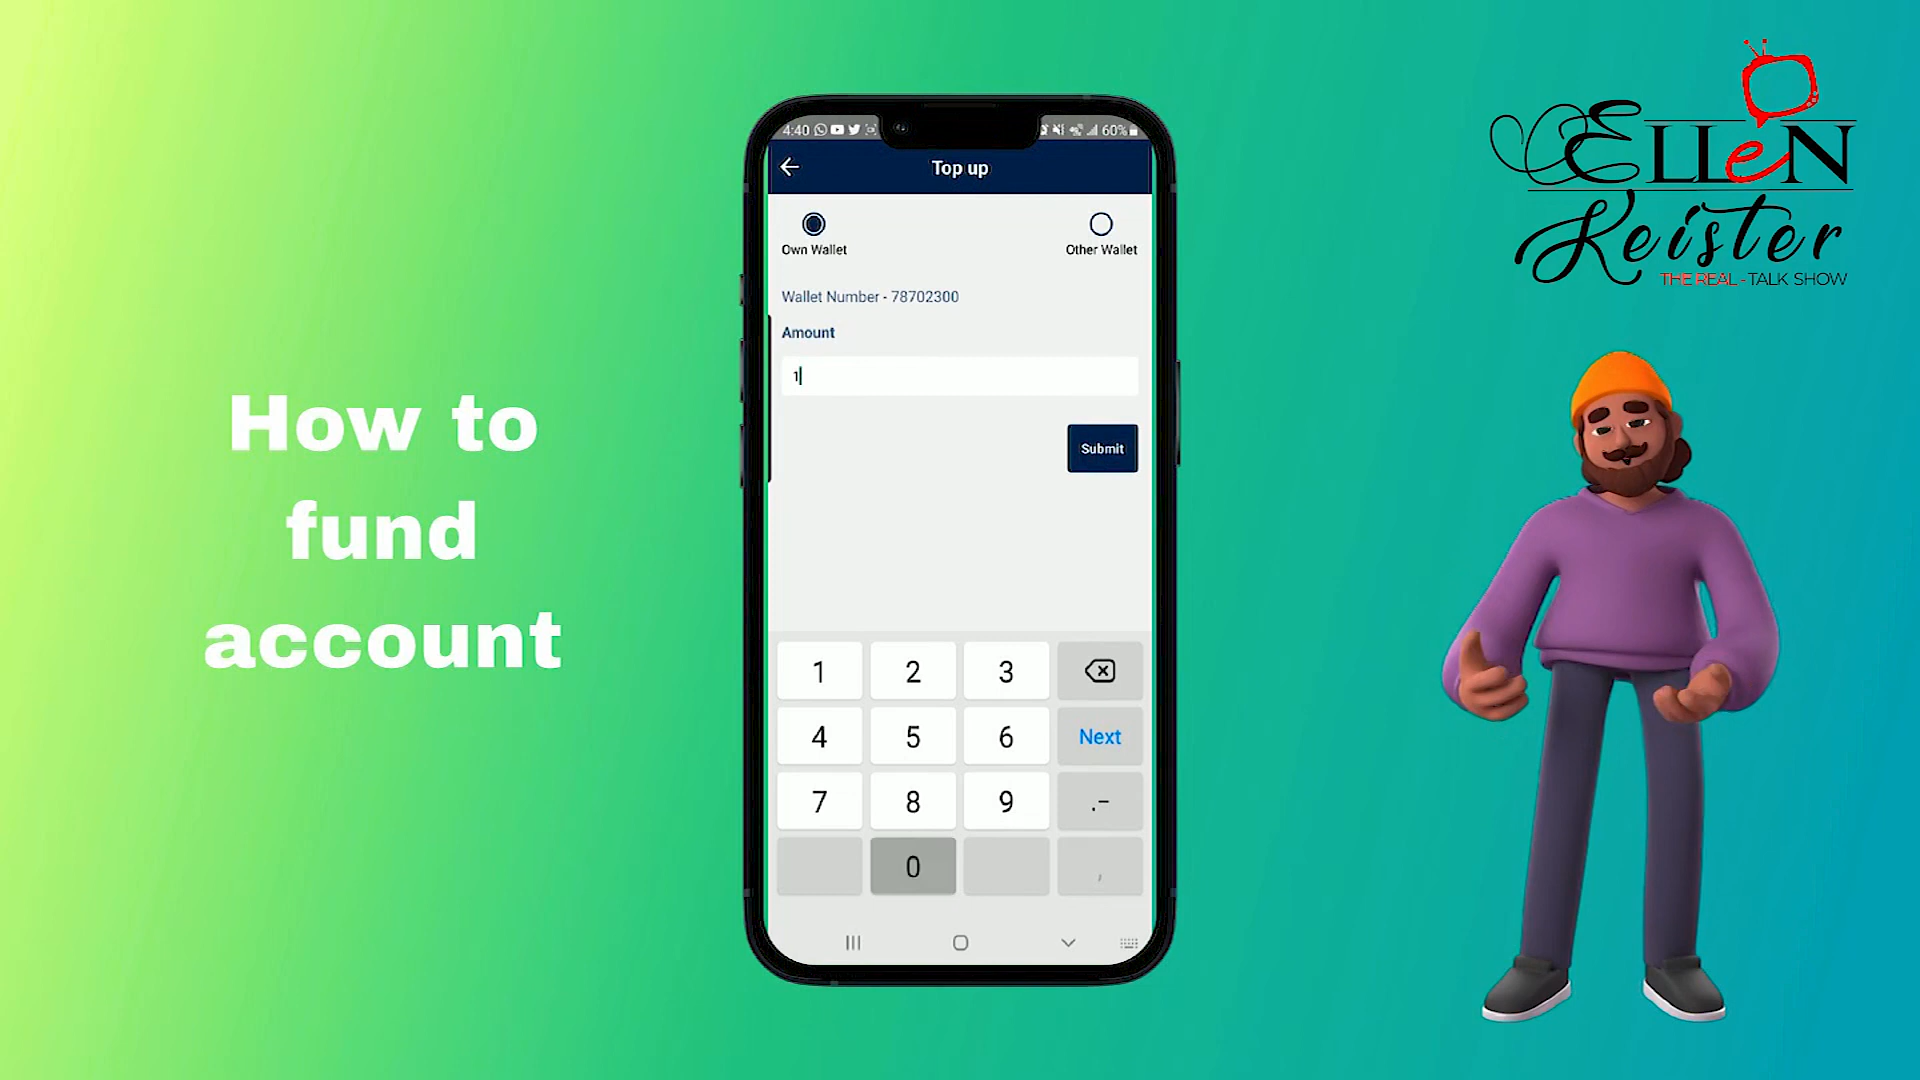 How to
fund
account
4:40
60%
Top up
Own Wallet
Other Wallet
Wallet Number - 78702300
Amount
1
Submit
1 2 3
4 5 6 Next
7 8 9 .-
0 ,
ELLeN
Keister
THE REAL - TALK SHOW